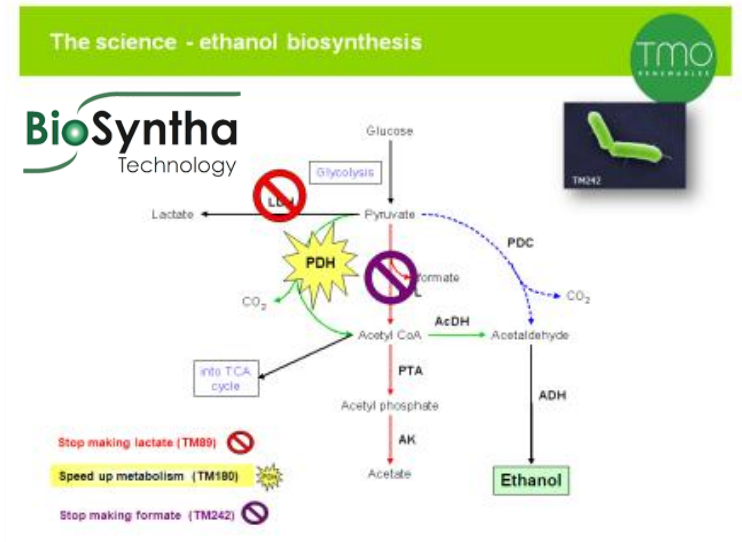 The science - ethanol biosynthesis
TMO
RENEWABLES
BioSyntha
Technology
TM242
Glucose
Glycolysis
Lactate
Pyruvate
PDC
PDH
formate
CO2
CO2
AcDH
Acetyl CoA
Acetaldehyde
into TCA
cycle
PTA
ADH
Acetyl phosphate
AK
Acetate
Ethanol
Stop making lactate (TM89)
Speed up metabolism (TM180)
PDH
Stop making formate (TM242)